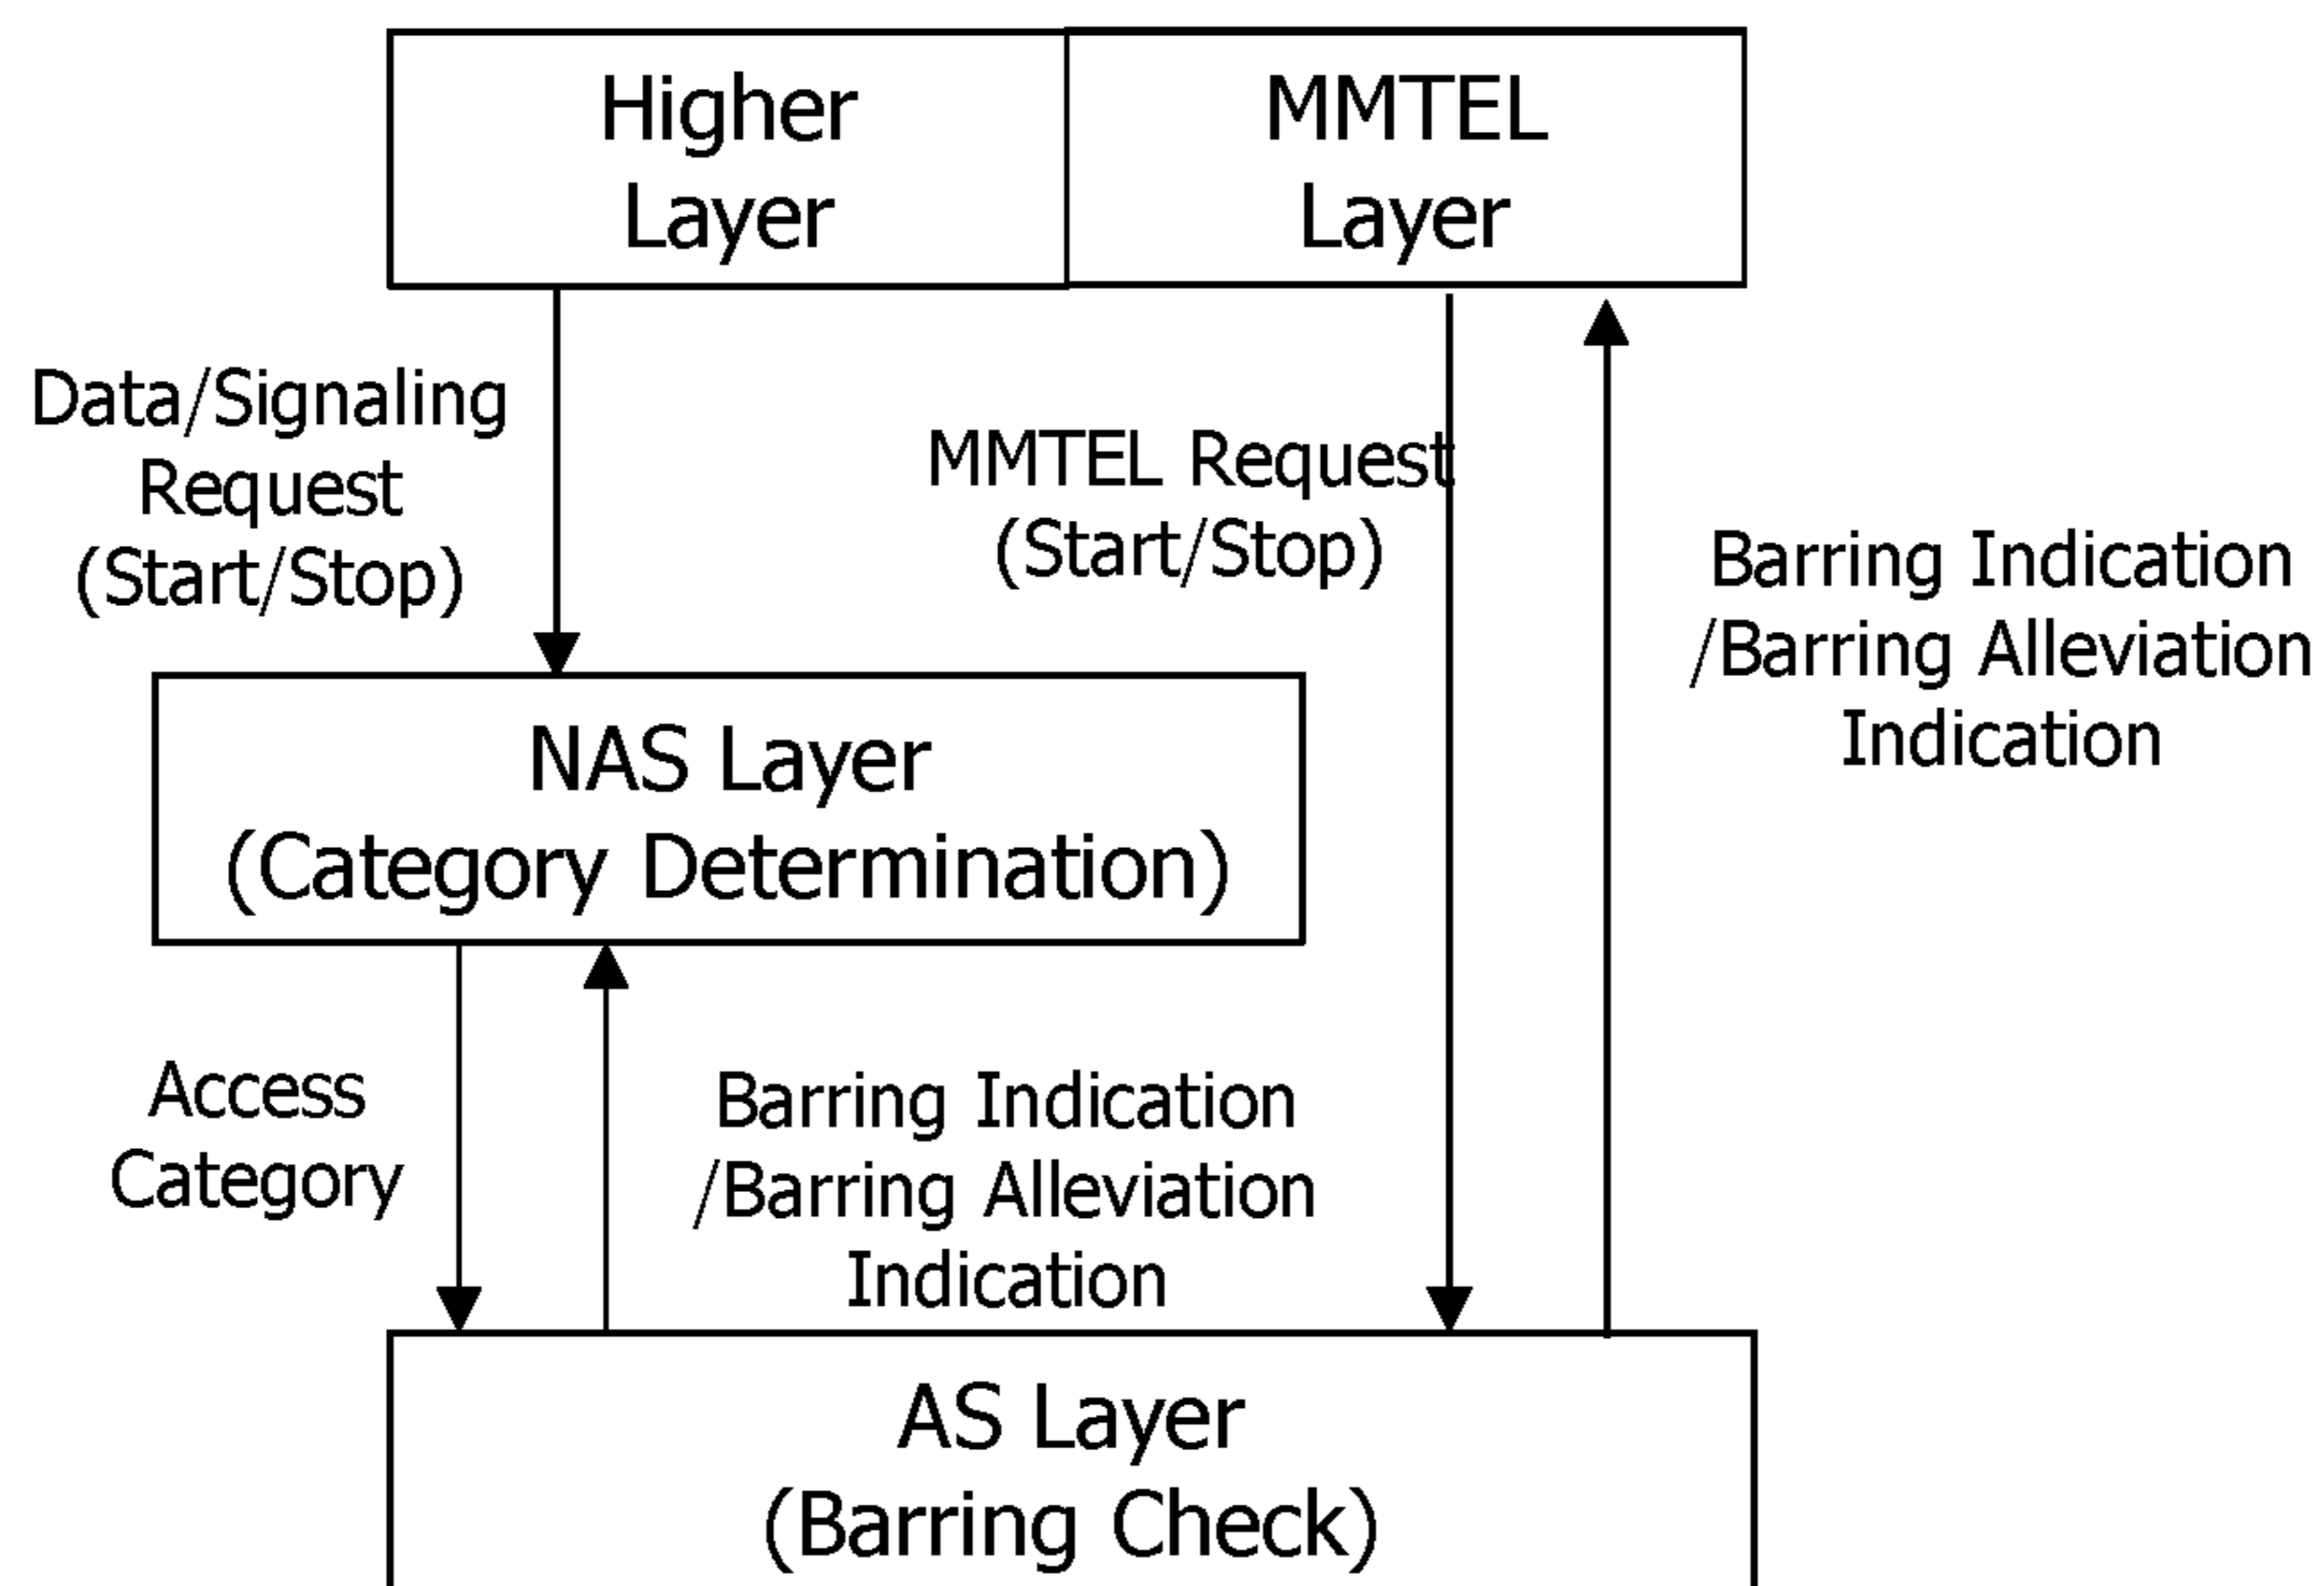 Higher
Layer
MMTEL
Layer
Data/Signaling
Request
(Start/Stop)
MMTEL Request
(Start/Stop)
Barring Indication
/Barring Alleviation
Indication
NAS Layer
(Category Determination)
Access
Category
Barring Indication
/Barring Alleviation
Indication
AS Layer
(Barring Check)